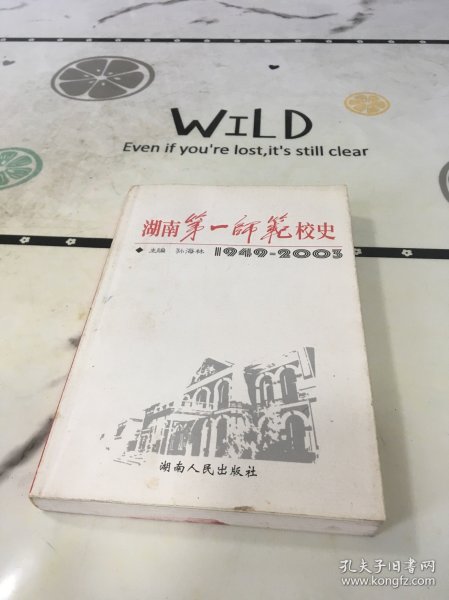 WILD
Even if you're lost,it's still clear
湖南第一師範校史
◆ 主编 孙海林 1949-2003
湖南人民出版社
孔夫子旧书网
www.kongfz.com